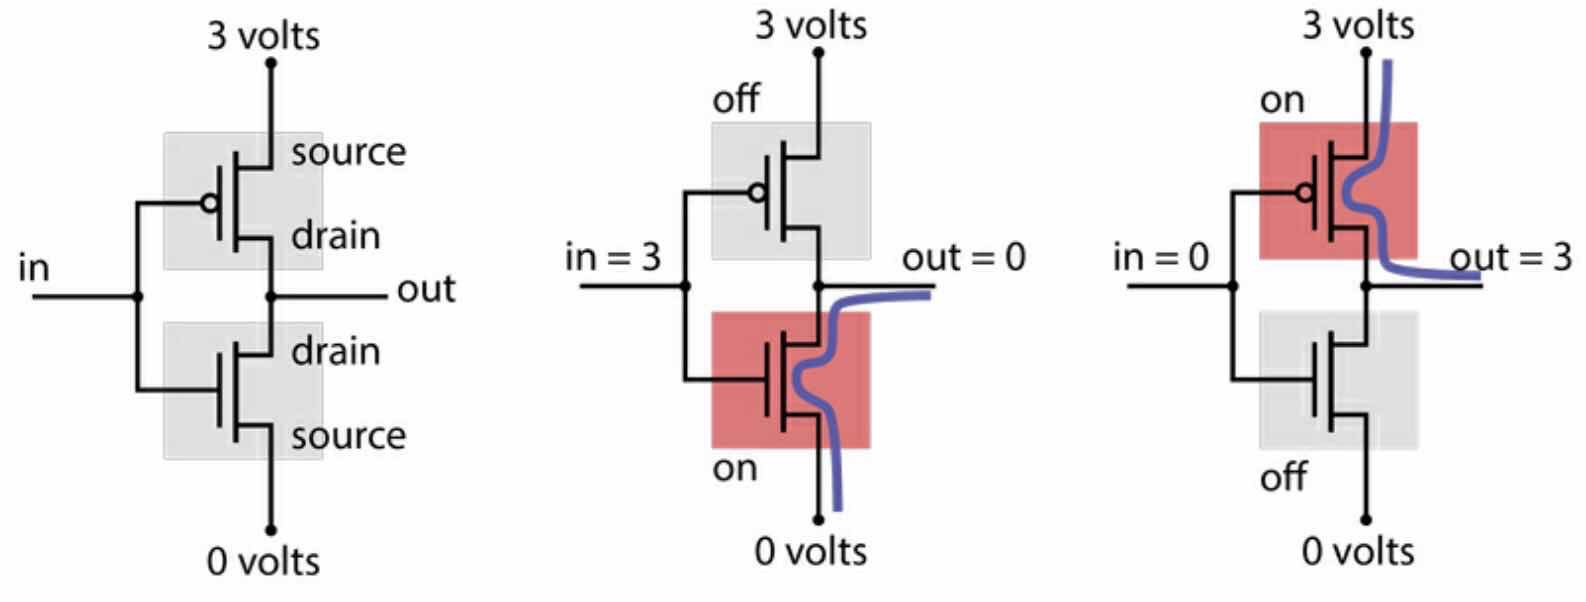 3 volts
source
drain
in
out
drain
source
0 volts
3 volts
off
in = 3
out = 0
on
0 volts
3 volts
on
in = 0
out = 3
off
0 volts